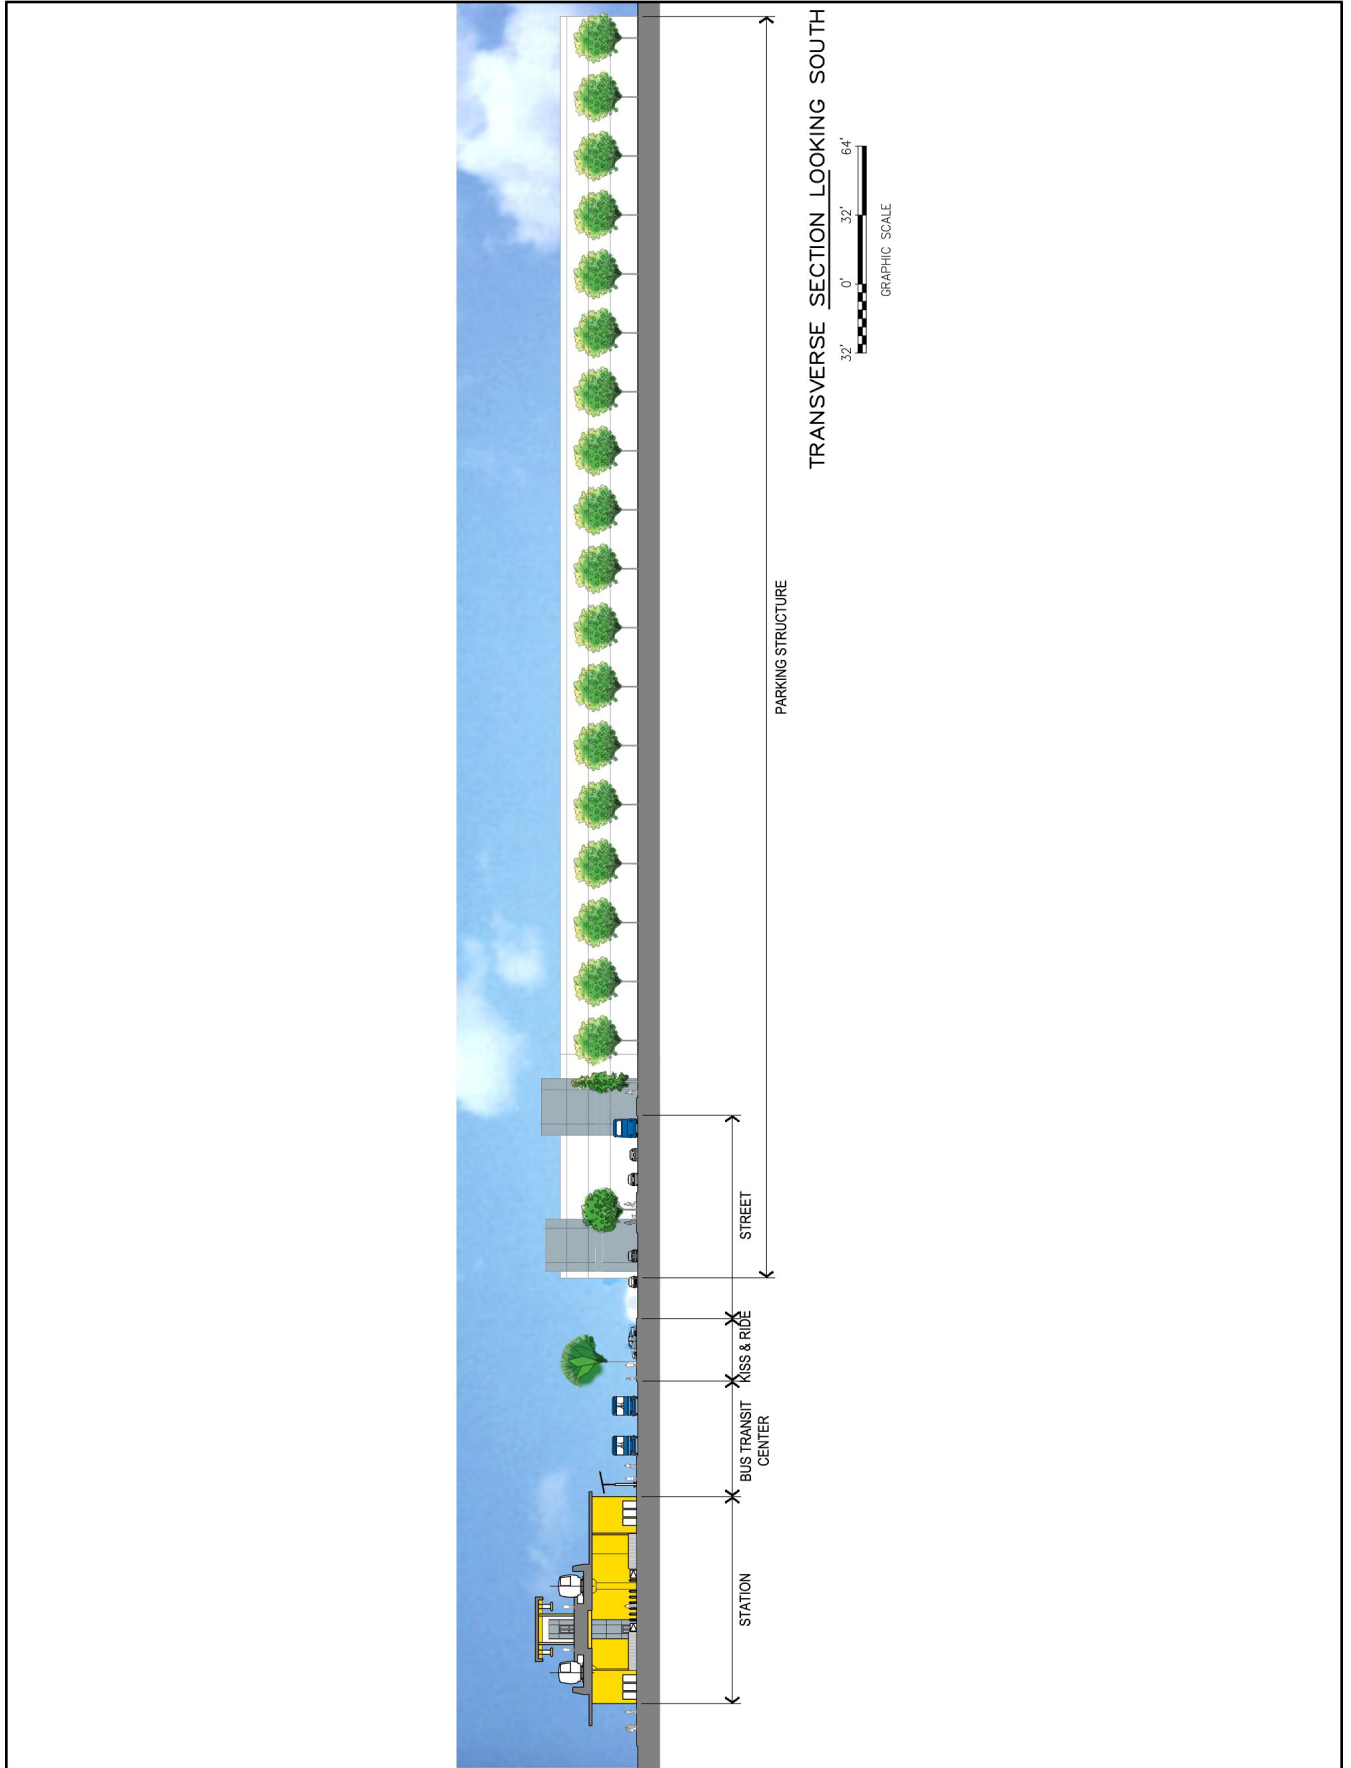 STATION
BUS TRANSIT
CENTER
KISS & RIDE
STREET
PARKING STRUCTURE
TRANSVERSE SECTION LOOKING SOUTH
32' 0' 32' 64'
GRAPHIC SCALE